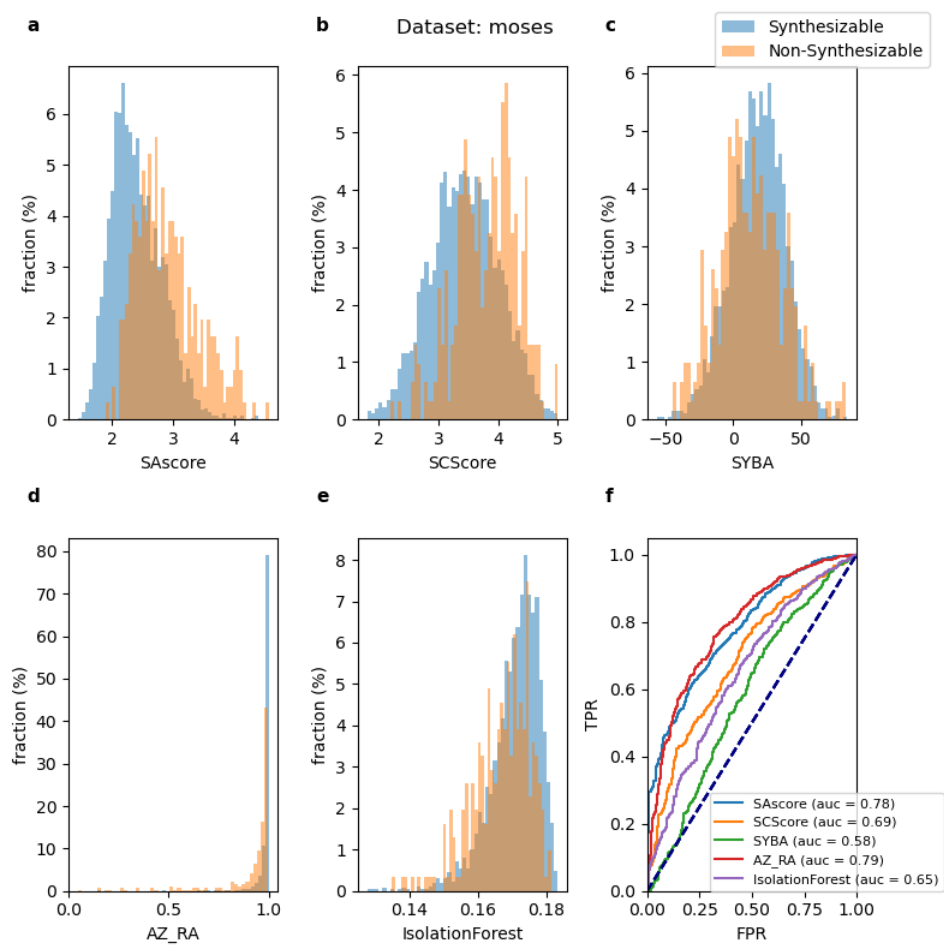 a
b
Dataset: moses
c
Synthesizable
Non-Synthesizable
fraction (%)
0
1
2
3
4
5
6
2
3
4
SAscore
fraction (%)
0
1
2
3
4
5
6
2
3
4
5
SCScore
fraction (%)
0
1
2
3
4
5
6
−50
0
50
SYBA
d
e
f
fraction (%)
0
10
20
30
40
50
60
70
80
0.0
0.5
1.0
AZ_RA
fraction (%)
0
1
2
3
4
5
6
7
8
0.14
0.16
0.18
IsolationForest
TPR
0.0
0.2
0.4
0.6
0.8
1.0
SAscore (auc = 0.78)
SCScore (auc = 0.69)
SYBA (auc = 0.58)
AZ_RA (auc = 0.79)
IsolationForest (auc = 0.65)
0.00
0.25
0.50
0.75
1.00
FPR